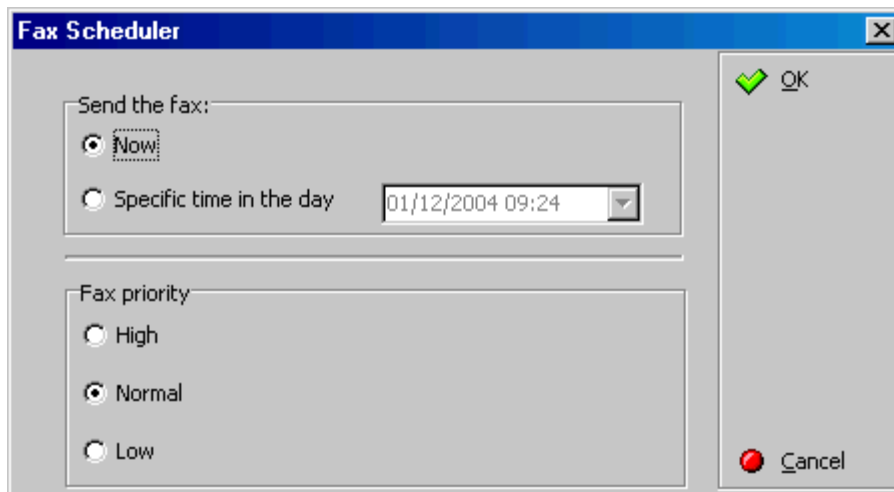 Fax Scheduler
OK
Send the fax:
Now
Specific time in the day 01/12/2004 09:24
Fax priority
High
Normal
Low
Cancel